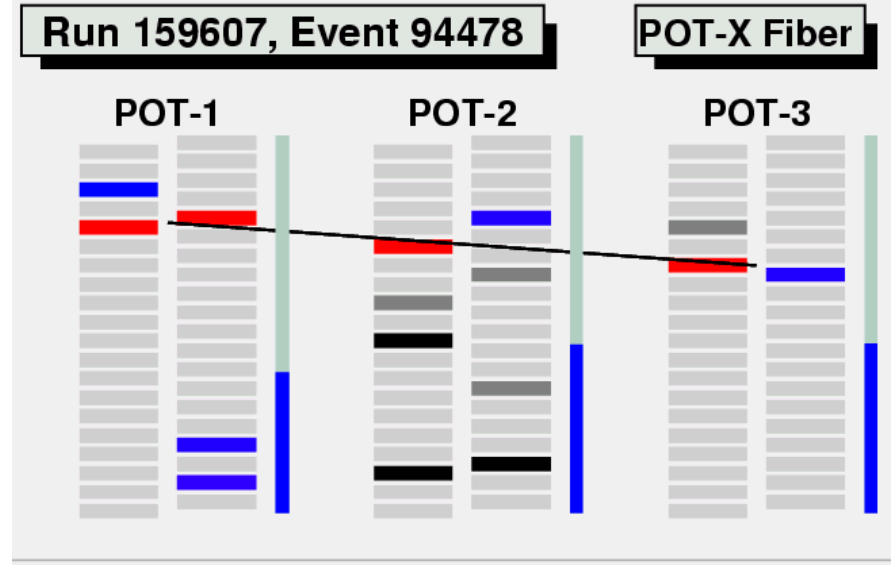 Run 159607, Event 94478
POT-X Fiber
POT-1
POT-2
POT-3